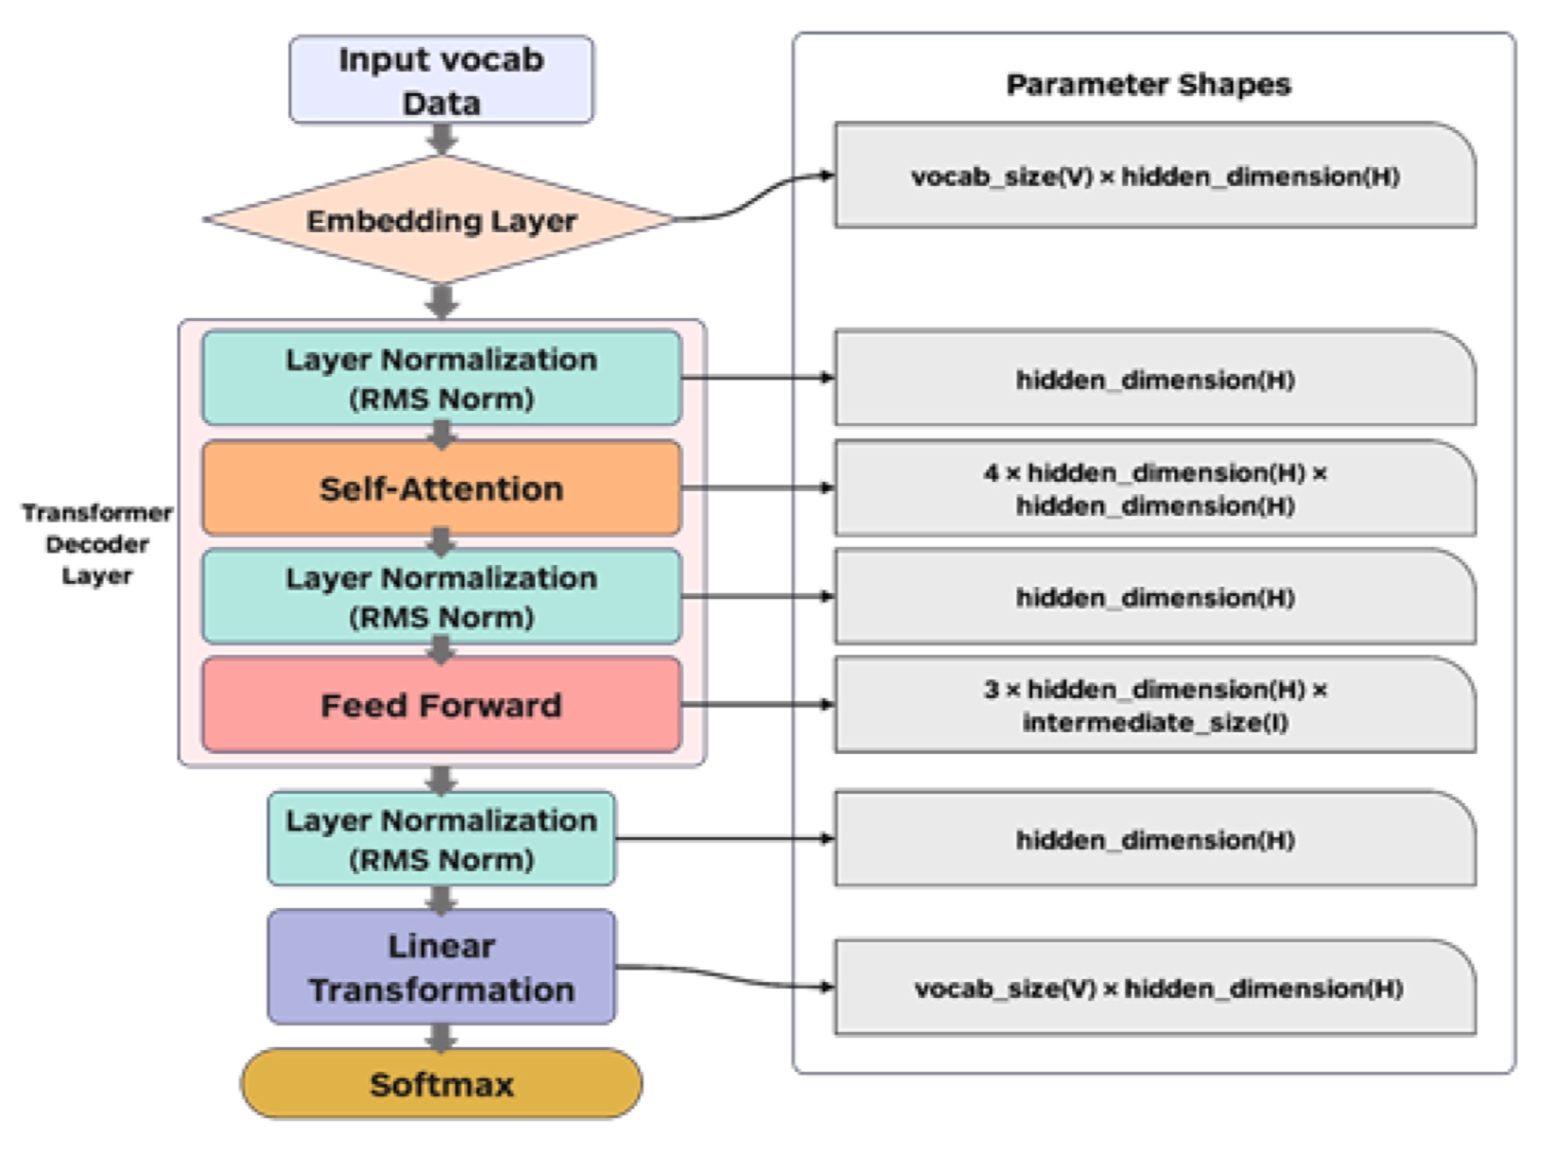 Input vocab
Data
Parameter Shapes
Embedding Layer
vocab_size(V) × hidden_dimension(H)
Transformer
Decoder
Layer
Layer Normalization
(RMS Norm)
hidden_dimension(H)
Self-Attention
4 × hidden_dimension(H) ×
hidden_dimension(H)
Layer Normalization
(RMS Norm)
hidden_dimension(H)
Feed Forward
3 × hidden_dimension(H) ×
intermediate_size(I)
Layer Normalization
(RMS Norm)
hidden_dimension(H)
Linear
Transformation
vocab_size(V) × hidden_dimension(H)
Softmax